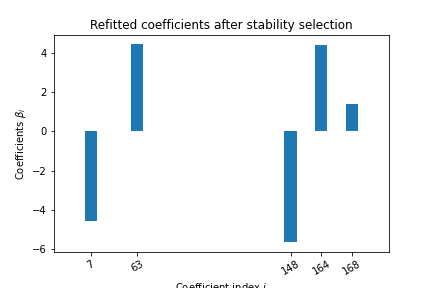 Refitted coefficients after stability selection
Coefficients βᵢ
4
2
0
−2
−4
−6
7 63 148 164 168
Coefficient index i